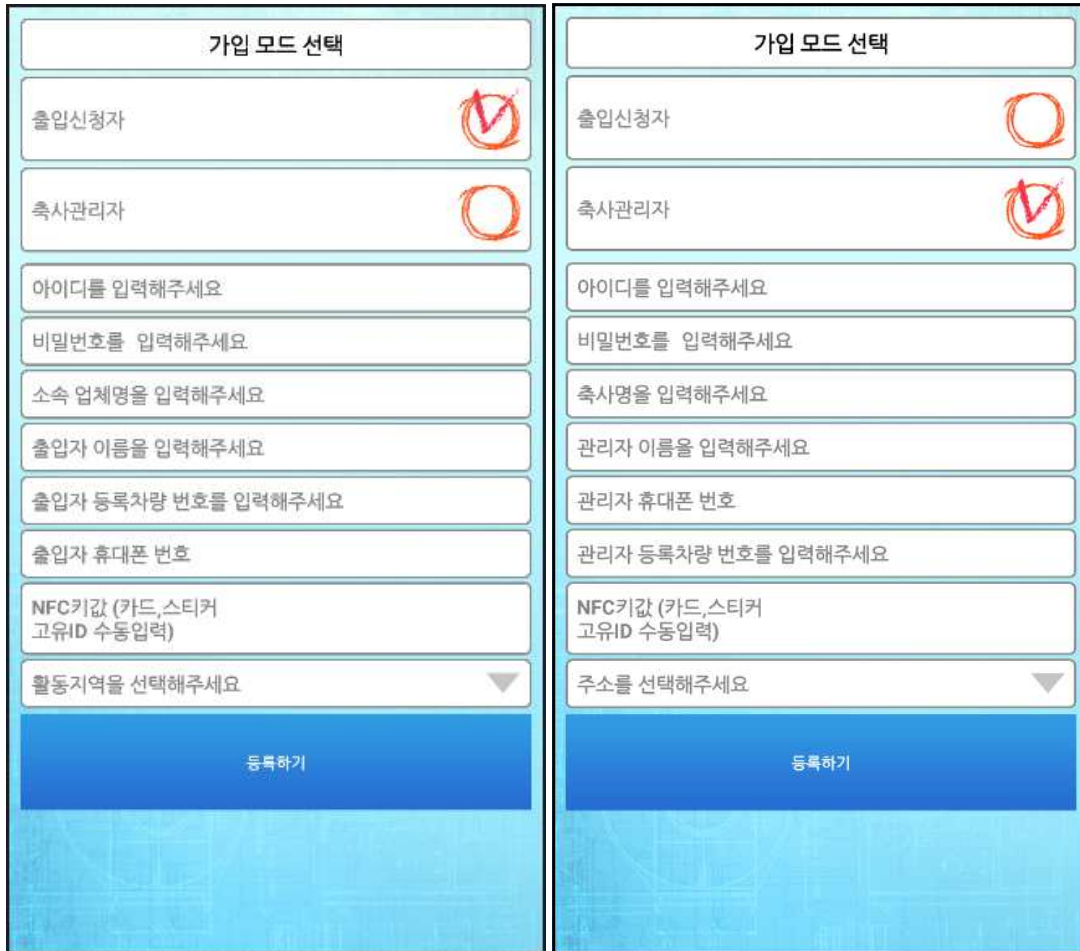 가입 모드 선택
출입신청자
축사관리자
아이디를 입력해주세요
비밀번호를 입력해주세요
소속 업체명을 입력해주세요
출입자 이름을 입력해주세요
출입자 등록차량 번호를 입력해주세요
출입자 휴대폰 번호
NFC키값 (카드,스티커
고유ID 수동입력)
활동지역을 선택해주세요
등록하기
가입 모드 선택
출입신청자
축사관리자
아이디를 입력해주세요
비밀번호를 입력해주세요
축사명을 입력해주세요
관리자 이름을 입력해주세요
관리자 휴대폰 번호
관리자 등록차량 번호를 입력해주세요
NFC키값 (카드,스티커
고유ID 수동입력)
주소를 선택해주세요
등록하기